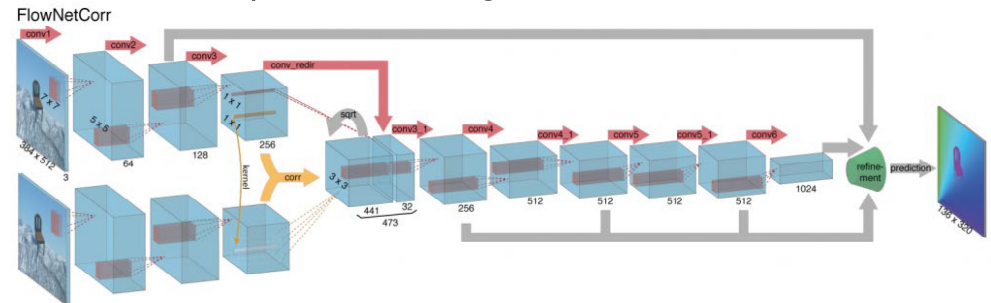 FlowNetCorr
conv1
conv2
conv3
conv_redir
7 x 7
5 x 5
1 x 1
1 x 1
384 x 512
3
64
128
256
kernel
corr
sqrt
3 x 3
441
32
473
conv3_1
conv4
conv4_1
conv5
conv5_1
conv6
256
512
512
512
512
1024
refine-
ment
prediction
136 x 320